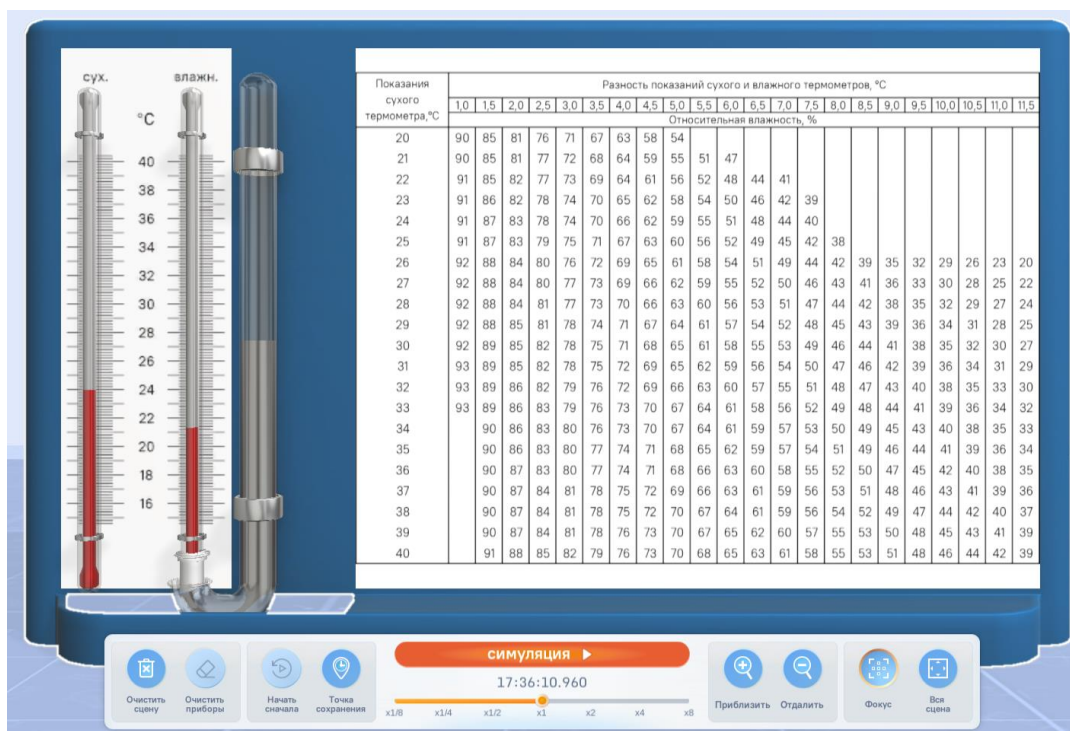 сух. влажн.
°C
40
38
36
34
32
30
28
26
24
22
20
18
16
Показания сухого термометра,°C
Разность показаний сухого и влажного термометров, °C
1,0 1,5 2,0 2,5 3,0 3,5 4,0 4,5 5,0 5,5 6,0 6,5 7,0 7,5 8,0 8,5 9,0 9,5 10,0 10,5 11,0 11,5
Относительная влажность, %
20 90 85 81 76 71 67 63 58 54
21 90 85 81 77 72 68 64 59 55 51 47
22 91 85 82 77 73 69 64 61 56 52 48 44 41
23 91 86 82 78 74 70 65 62 58 54 50 46 42 39
24 91 87 83 78 74 70 66 62 59 55 51 48 44 40
25 91 87 83 79 75 71 67 63 60 56 52 49 45 42 38
26 92 88 84 80 76 72 69 65 61 58 54 51 49 44 42 39 35 32 29 26 23 20
27 92 88 84 80 77 73 69 66 62 59 55 52 50 46 43 41 36 33 30 28 25 22
28 92 88 84 81 77 73 70 66 63 60 56 53 51 47 44 42 38 35 32 29 27 24
29 92 88 85 81 78 74 71 67 64 61 57 54 52 48 45 43 39 36 34 31 28 25
30 92 89 85 82 78 75 71 68 65 61 58 55 53 49 46 44 41 38 35 32 30 27
31 93 89 85 82 78 75 72 69 65 62 59 56 54 50 47 46 42 39 36 34 31 29
32 93 89 86 82 79 76 72 69 66 63 60 57 55 51 48 47 43 40 38 35 33 30
33 93 89 86 83 79 76 73 70 67 64 61 58 56 52 49 48 44 41 39 36 34 32
34 90 86 83 80 76 73 70 67 64 61 59 57 53 50 49 45 43 40 38 35 33
35 90 86 83 80 77 74 71 68 65 62 59 57 54 51 49 46 44 41 39 36 34
36 90 87 83 80 77 74 71 68 66 63 60 58 55 52 50 47 45 42 40 38 35
37 90 87 84 81 78 75 72 69 66 63 61 59 56 53 51 48 46 43 41 39 36
38 90 87 84 81 78 75 72 70 67 64 61 59 56 54 52 49 47 44 42 40 37
39 90 87 84 81 78 76 73 70 67 65 62 60 57 55 53 50 48 45 43 41 39
40 91 88 85 82 79 76 73 70 68 65 63 61 58 55 53 51 48 46 44 42 39
Очистить сцену
Очистить приборы
Начать сначала
Точка сохранения
СИМУЛЯЦИЯ
17:36:10.960
x1/8 x1/4 x1/2 x1 x2 x4 x8
Приблизить
Отдалить
Фокус
Вся сцена